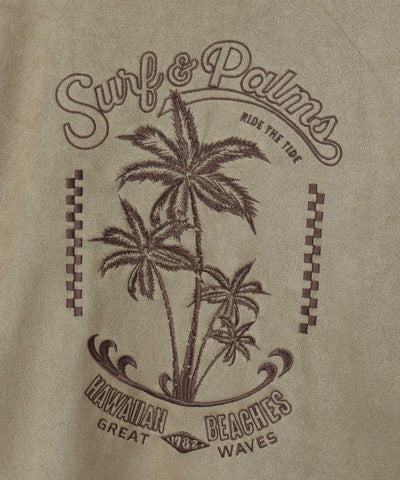 Surf & Palms
RIDE THE TIDE
HAWAIIAN BEACHES
GREAT 1982 WAVES